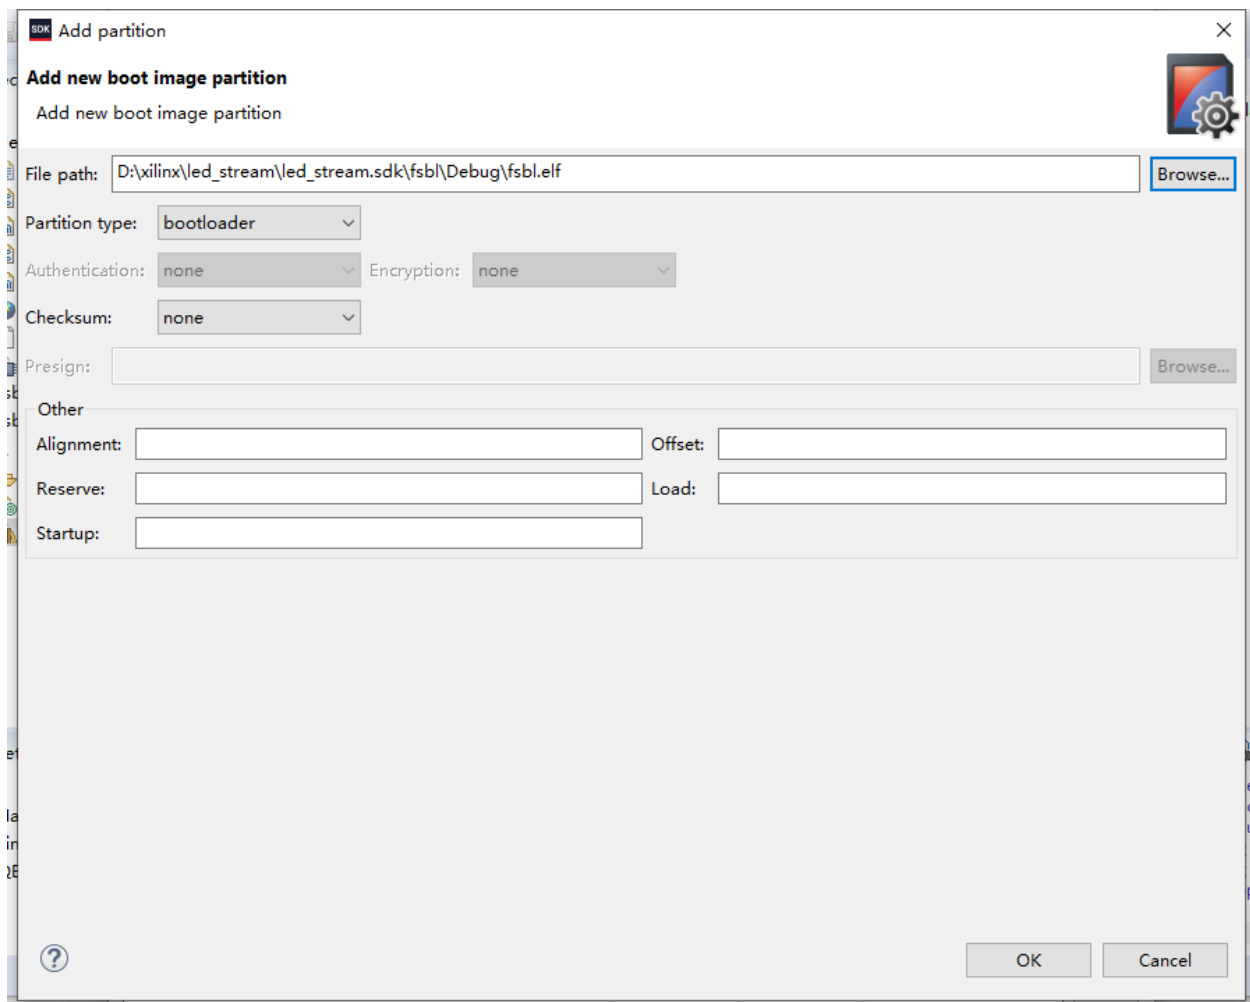 SDK Add partition
Add new boot image partition
Add new boot image partition
File path: D:\xilinx\led_stream\led_stream.sdk\fsbl\Debug\fsbl.elf Browse...
Partition type: bootloader
Authentication: none Encryption: none
Checksum: none
Presign: Browse...
Other
Alignment: Offset:
Reserve: Load:
Startup:
OK Cancel